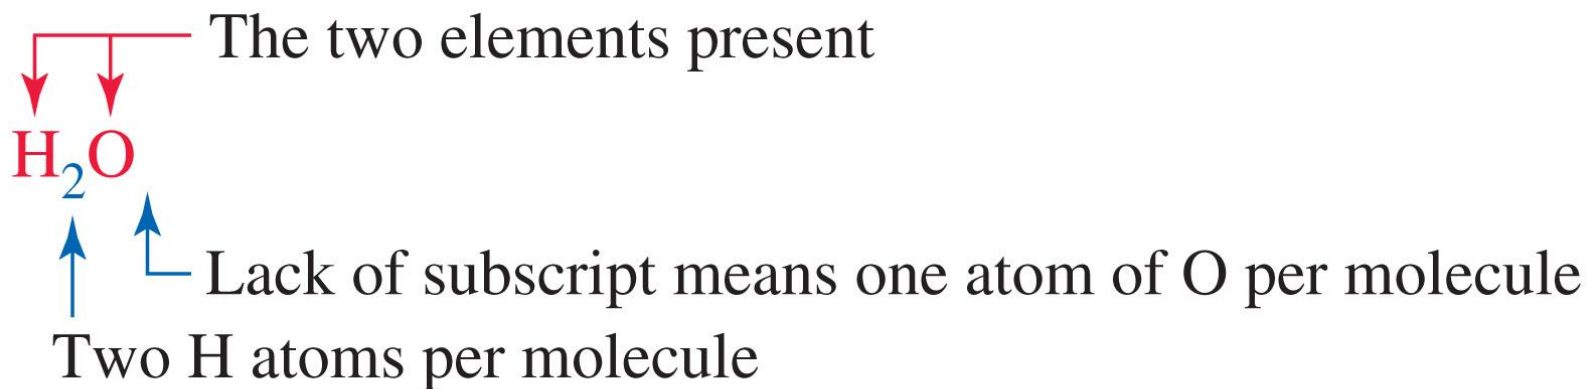 The two elements present
H₂O
Lack of subscript means one atom of O per molecule
Two H atoms per molecule